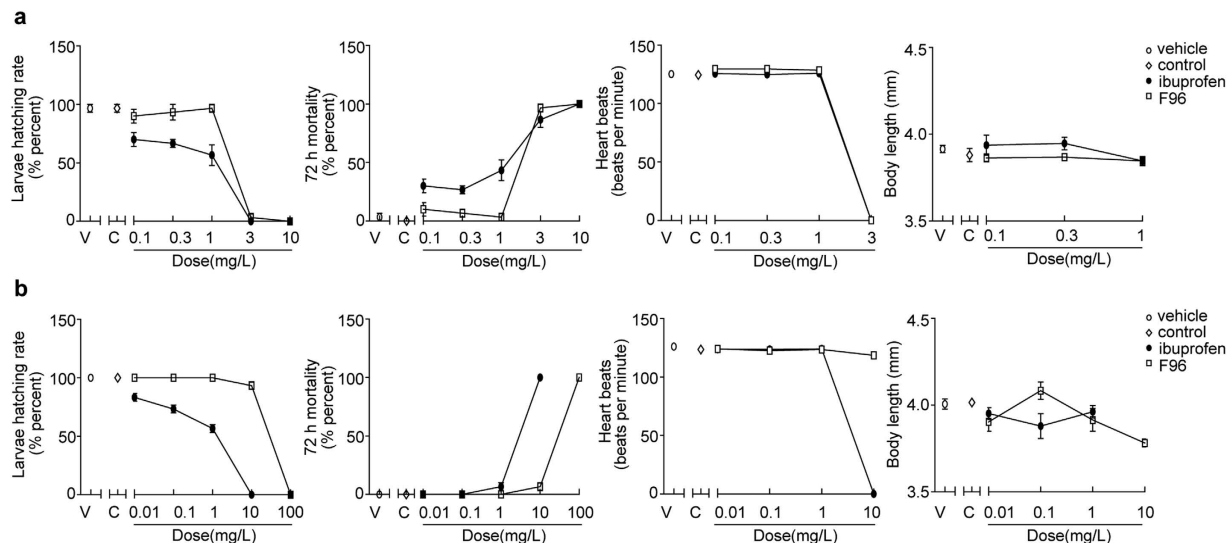 a
Larvae hatching rate
(% percent)
150
100
50
0
V C 0.1 0.3 1 3 10
Dose(mg/L)
72 h mortality
(% percent)
150
100
50
0
V C 0.1 0.3 1 3 10
Dose(mg/L)
Heart beats
(beats per minute)
150
100
50
0
V C 0.1 0.3 1 3
Dose(mg/L)
Body length (mm)
4.5
4.0
3.5
V C 0.1 0.3 1
Dose(mg/L)
vehicle
control
ibuprofen
F96
b
Larvae hatching rate
(% percent)
150
100
50
0
V C 0.01 0.1 1 10 100
Dose(mg/L)
72 h mortality
(% percent)
150
100
50
0
V C 0.01 0.1 1 10 100
Dose(mg/L)
Heart beats
(beats per minute)
150
100
50
0
V C 0.01 0.1 1 10
Dose(mg/L)
Body length (mm)
4.5
4.0
3.5
V C 0.01 0.1 1 10
Dose(mg/L)
vehicle
control
ibuprofen
F96